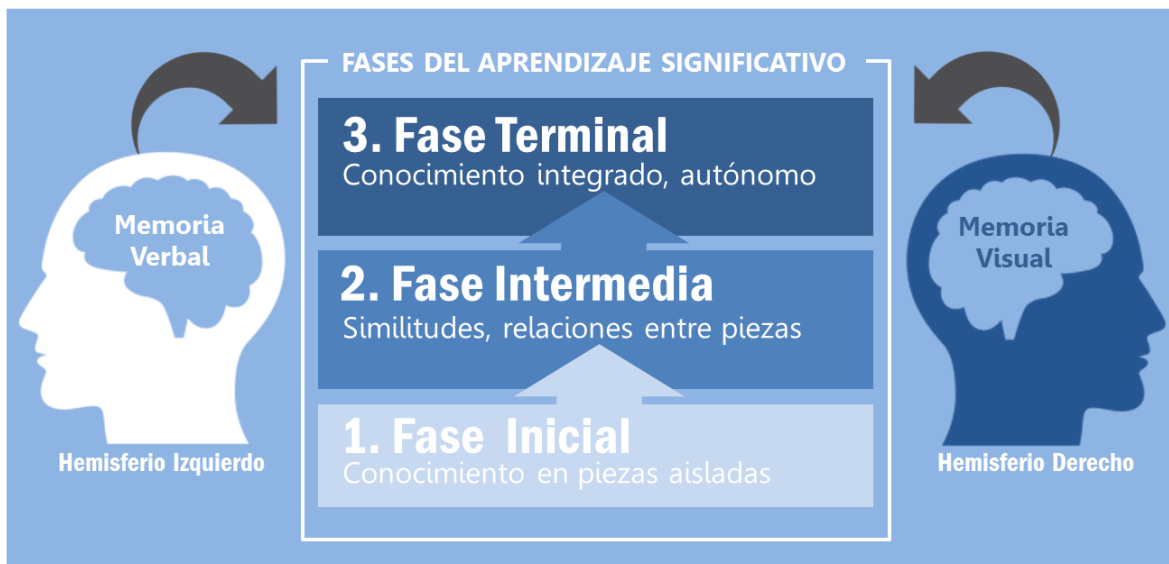 FASES DEL APRENDIZAJE SIGNIFICATIVO
3. Fase Terminal
Conocimiento integrado, autónomo
Memoria
Verbal
Memoria
Visual
2. Fase Intermedia
Similitudes, relaciones entre piezas
1. Fase Inicial
Conocimiento en piezas aisladas
Hemisferio Izquierdo
Hemisferio Derecho